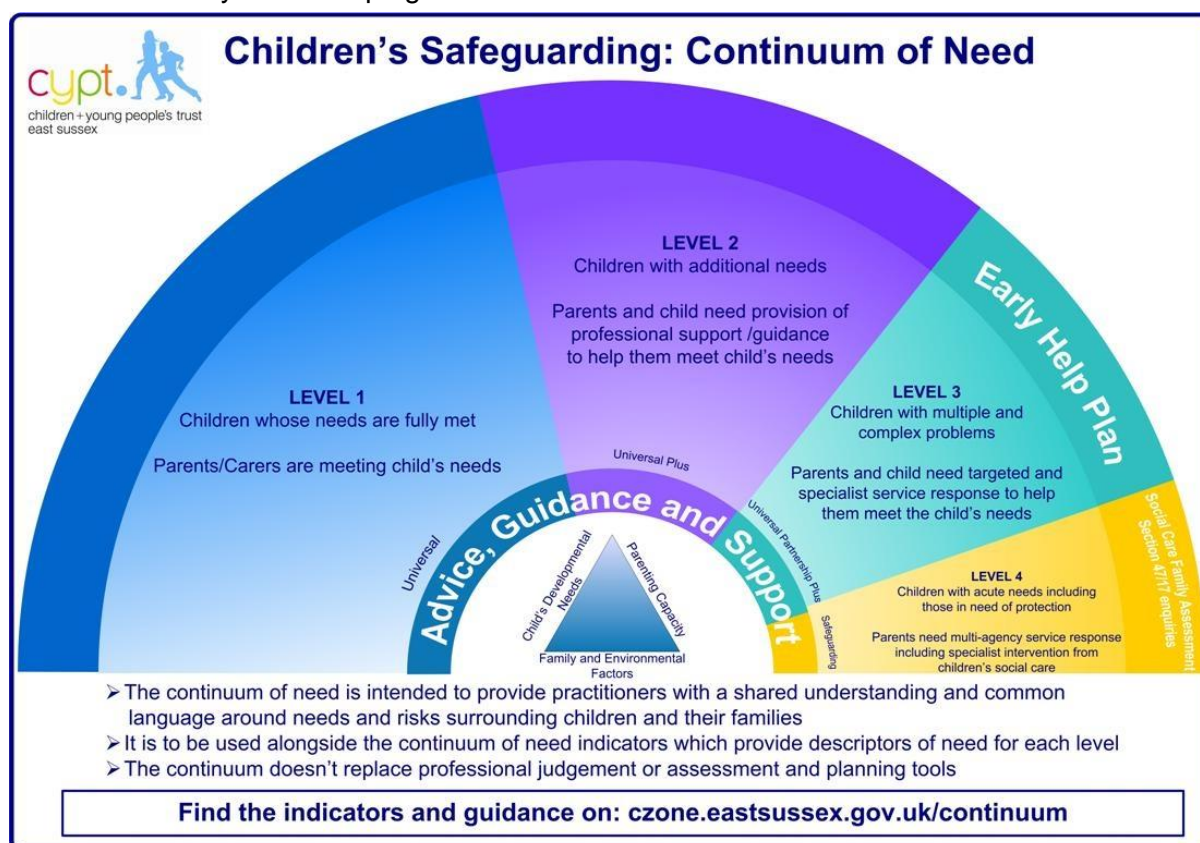 Children's Safeguarding: Continuum of Need
cypt.
children + young people's trust
east sussex
LEVEL 1
Children whose needs are fully met
Parents/Carers are meeting child's needs
LEVEL 2
Children with additional needs
Parents and child need provision of
professional support /guidance
to help them meet child's needs
Early Help Plan
LEVEL 3
Children with multiple and
complex problems
Parents and child need targeted and
specialist service response to help
them meet the child's needs
Social Care Family Assessment
Section 47/17 enquiries
LEVEL 4
Children with acute needs including
those in need of protection
Parents need multi-agency service response
including specialist intervention from
children's social care
Universal
Universal Plus
Universal Partnership Plus
Safeguarding
Advice, Guidance and Support
Child's Developmental
Needs
Parenting Capacity
Family and Environmental
Factors
➢ The continuum of need is intended to provide practitioners with a shared understanding and common
language around needs and risks surrounding children and their families
➢ It is to be used alongside the continuum of need indicators which provide descriptors of need for each level
➢ The continuum doesn't replace professional judgement or assessment and planning tools
Find the indicators and guidance on: czone.eastsussex.gov.uk/continuum